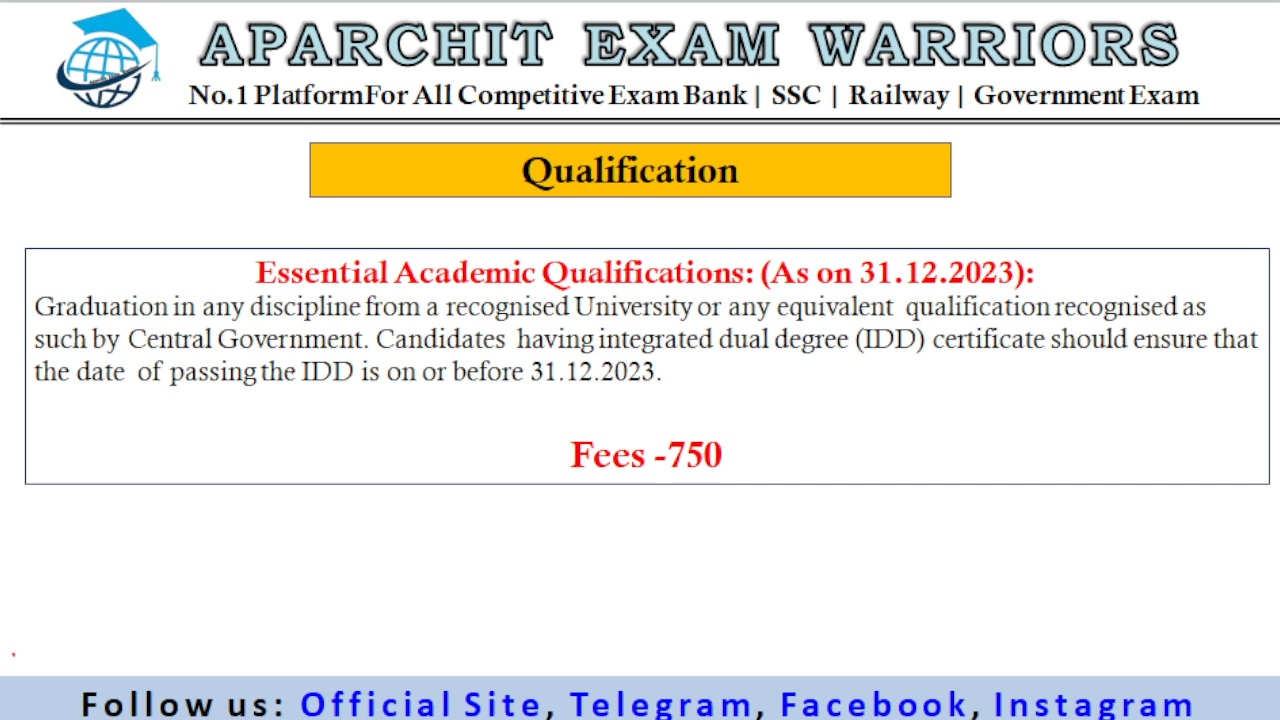 APARCHIT EXAM WARRIORS
No.1 PlatformFor All Competitive Exam Bank | SSC | Railway | Government Exam
Qualification
Essential Academic Qualifications: (As on 31.12.2023):
Graduation in any discipline from a recognised University or any equivalent qualification recognised as
such by Central Government. Candidates having integrated dual degree (IDD) certificate should ensure that
the date of passing the IDD is on or before 31.12.2023.
Fees -750
Follow us: Official Site, Telegram, Facebook, Instagram